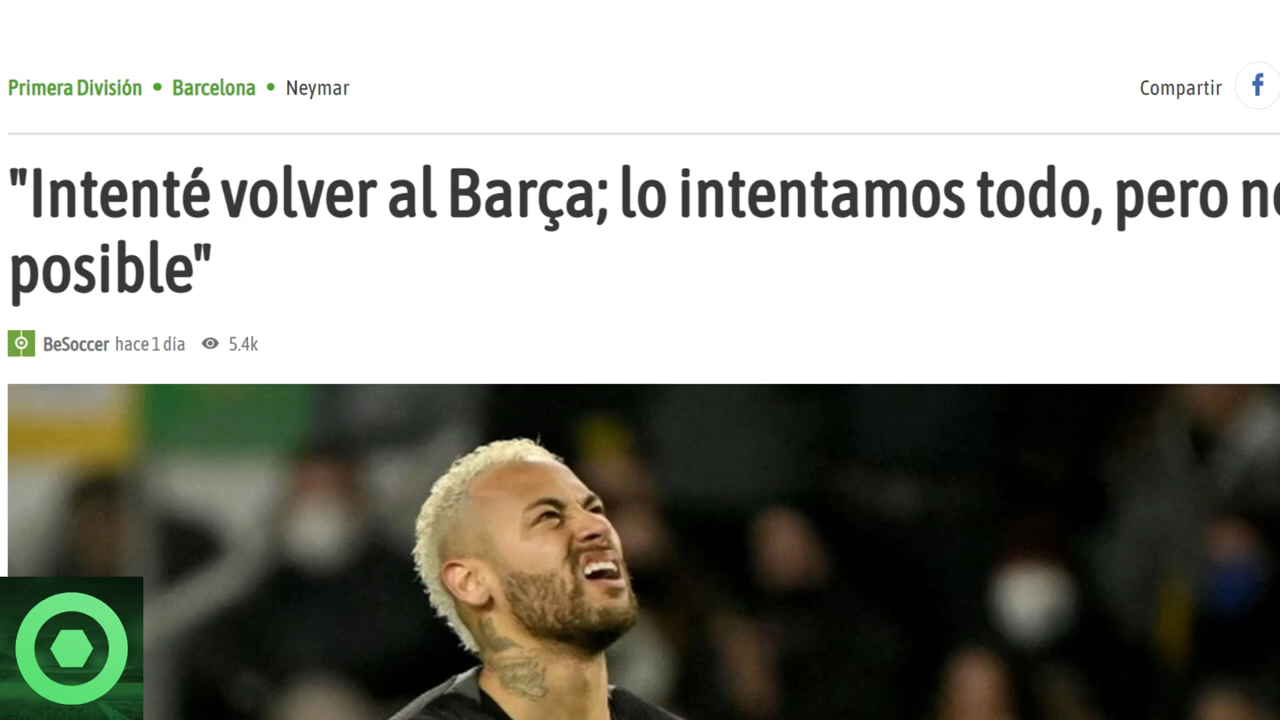 Primera División • Barcelona • Neymar
Compartir
"Intenté volver al Barça; lo intentamos todo, pero
posible"
BeSoccer hace 1 día 5.4k